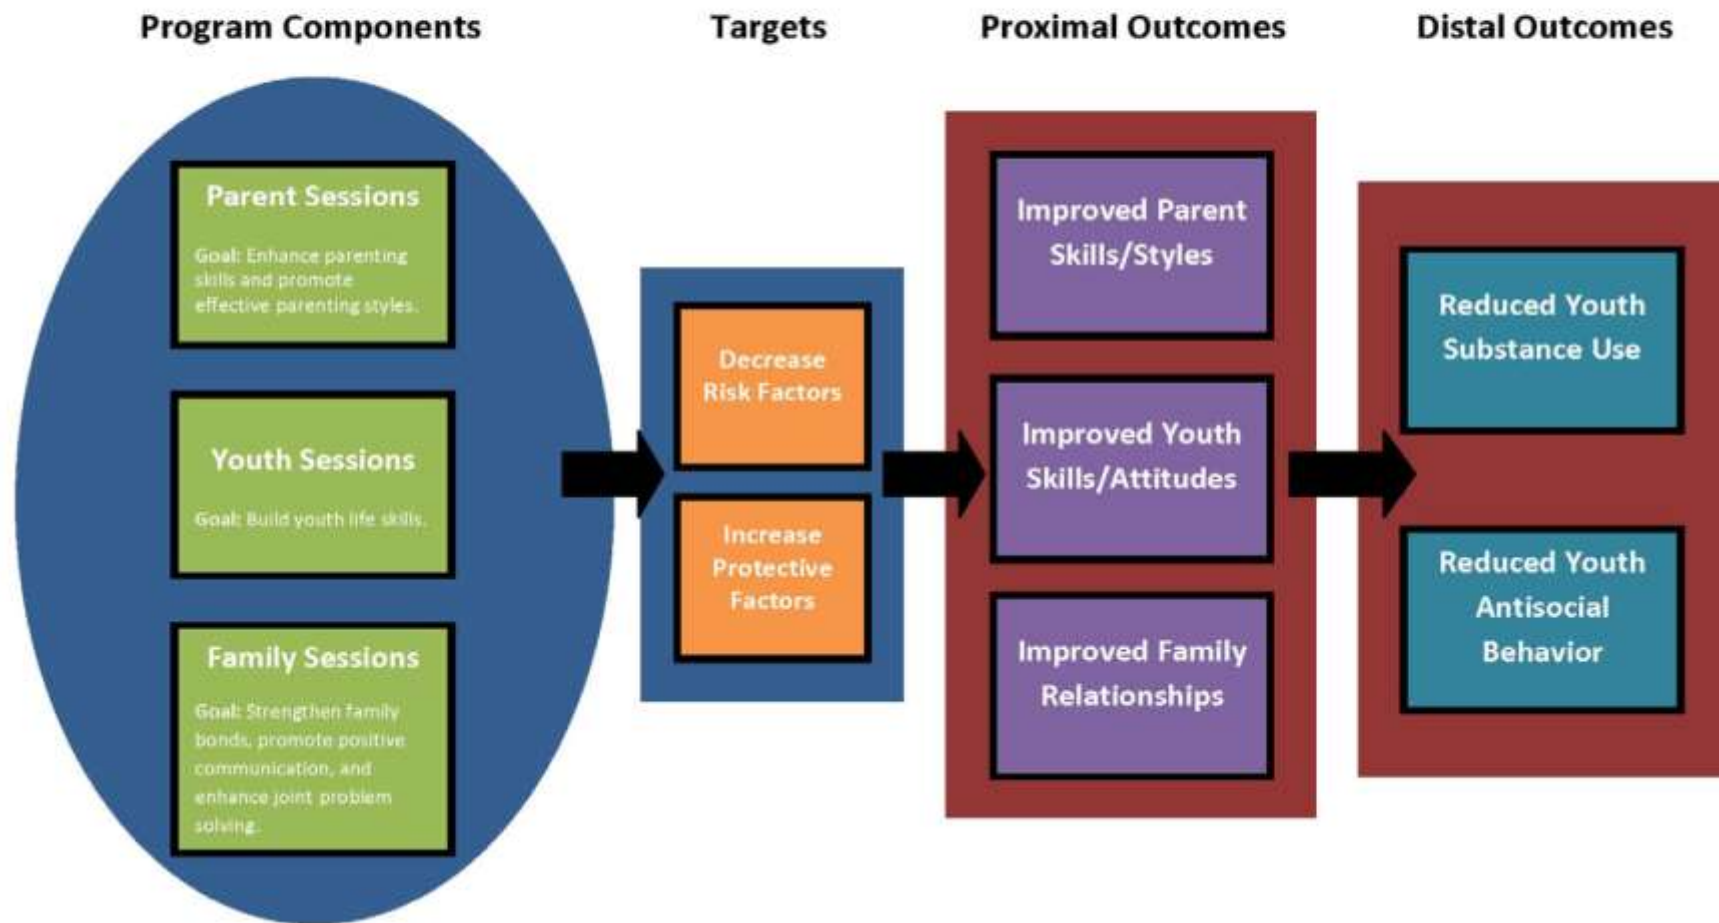 Program Components
Targets
Proximal Outcomes
Distal Outcomes
Parent Sessions
Goal: Enhance parenting
skills and promote
effective parenting styles.
Youth Sessions
Goal: Build youth life skills.
Family Sessions
Goal: Strengthen family
bonds, promote positive
communication, and
enhance joint problem
solving.
Decrease
Risk Factors
Increase
Protective
Factors
Improved Parent
Skills/Styles
Improved Youth
Skills/Attitudes
Improved Family
Relationships
Reduced Youth
Substance Use
Reduced Youth
Antisocial
Behavior